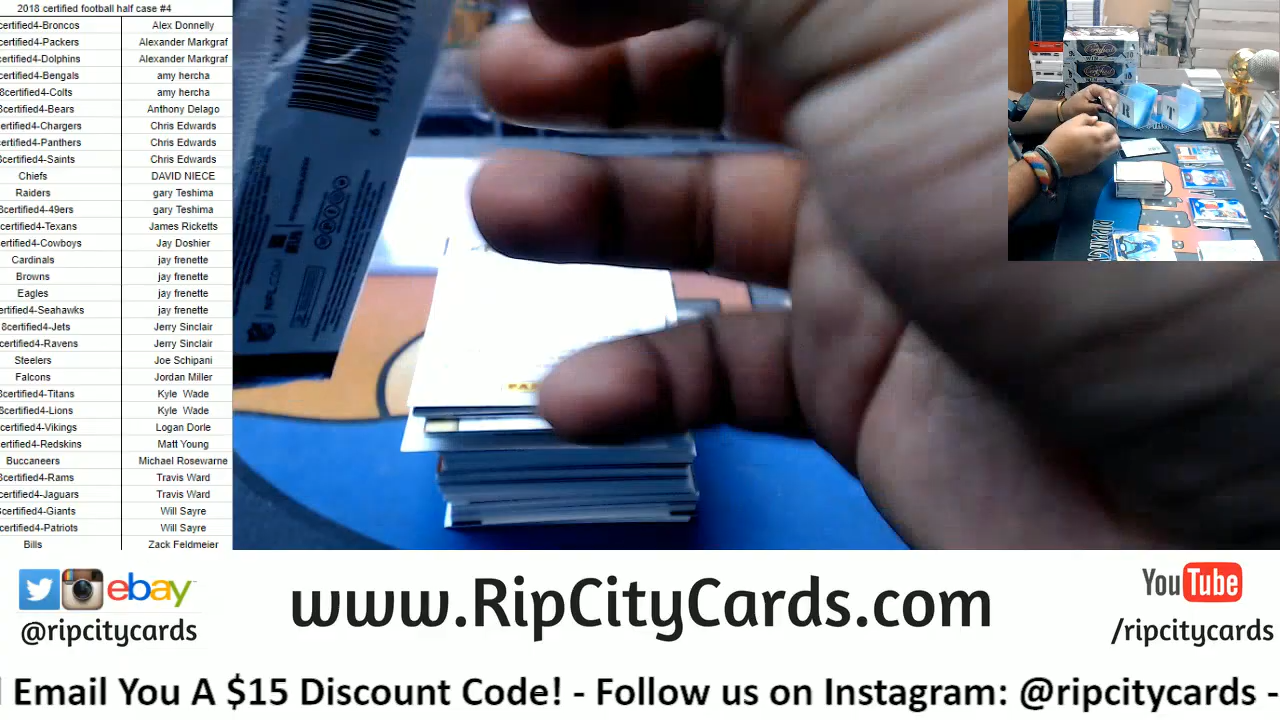 2018 certified football half case #4
certified4-Broncos Alex Donnelly
certified4-Packers Alexander Markgraf
certified4-Dolphins Alexander Markgraf
certified4-Bengals amy hercha
8certified4-Colts amy hercha
8certified4-Bears Anthony Delago
certified4-Chargers Chris Edwards
certified4-Panthers Chris Edwards
certified4-Saints Chris Edwards
Chiefs DAVID NIECE
Raiders gary Teshima
8certified4-49ers gary Teshima
certified4-Texans James Ricketts
certified4-Cowboys Jay Doshier
Cardinals jay frenette
Browns jay frenette
Eagles jay frenette
certified4-Seahawks jay frenette
8certified4-Jets Jerry Sinclair
certified4-Ravens Jerry Sinclair
Steelers Joe Schipani
Falcons Jordan Miller
8certified4-Titans Kyle Wade
8certified4-Lions Kyle Wade
certified4-Vikings Logan Dorle
certified4-Redskins Matt Young
Buccaneers Michael Rosewarne
8certified4-Rams Travis Ward
certified4-Jaguars Travis Ward
certified4-Giants Will Sayre
certified4-Patriots Will Sayre
Bills Zack Feldmeier
R T
ebay
@ripcitycards
www.RipCityCards.com
YouTube
/ripcitycards
Email You A $15 Discount Code! - Follow us on Instagram: @ripcitycards -